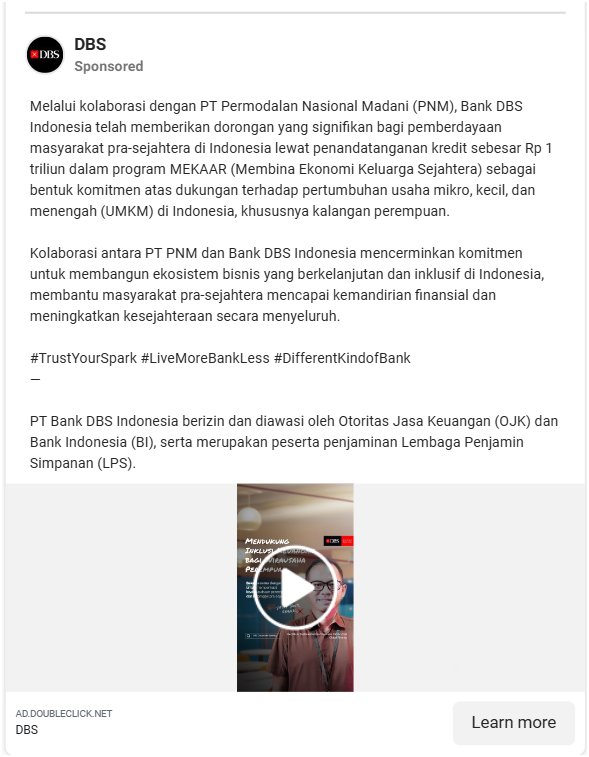 DBS
DBS
Sponsored
Melalui kolaborasi dengan PT Permodalan Nasional Madani (PNM), Bank DBS
Indonesia telah memberikan dorongan yang signifikan bagi pemberdayaan
masyarakat pra-sejahtera di Indonesia lewat penandatanganan kredit sebesar Rp 1
triliun dalam program MEKAAR (Membina Ekonomi Keluarga Sejahtera) sebagai
bentuk komitmen atas dukungan terhadap pertumbuhan usaha mikro, kecil, dan
menengah (UMKM) di Indonesia, khususnya kalangan perempuan.
Kolaborasi antara PT PNM dan Bank DBS Indonesia mencerminkan komitmen
untuk membangun ekosistem bisnis yang berkelanjutan dan inklusif di Indonesia,
membantu masyarakat pra-sejahtera mencapai kemandirian finansial dan
meningkatkan kesejahteraan secara menyeluruh.
#TrustYourSpark #LiveMoreBankLess #DifferentKindofBank
—
PT Bank DBS Indonesia berizin dan diawasi oleh Otoritas Jasa Keuangan (OJK) dan
Bank Indonesia (BI), serta merupakan peserta penjaminan Lembaga Penjamin
Simpanan (LPS).
DBS
Mendukung
Inklusi
bagi Wirausaha
Perempuan
AD.DOUBLECLICK.NET
DBS
Learn more